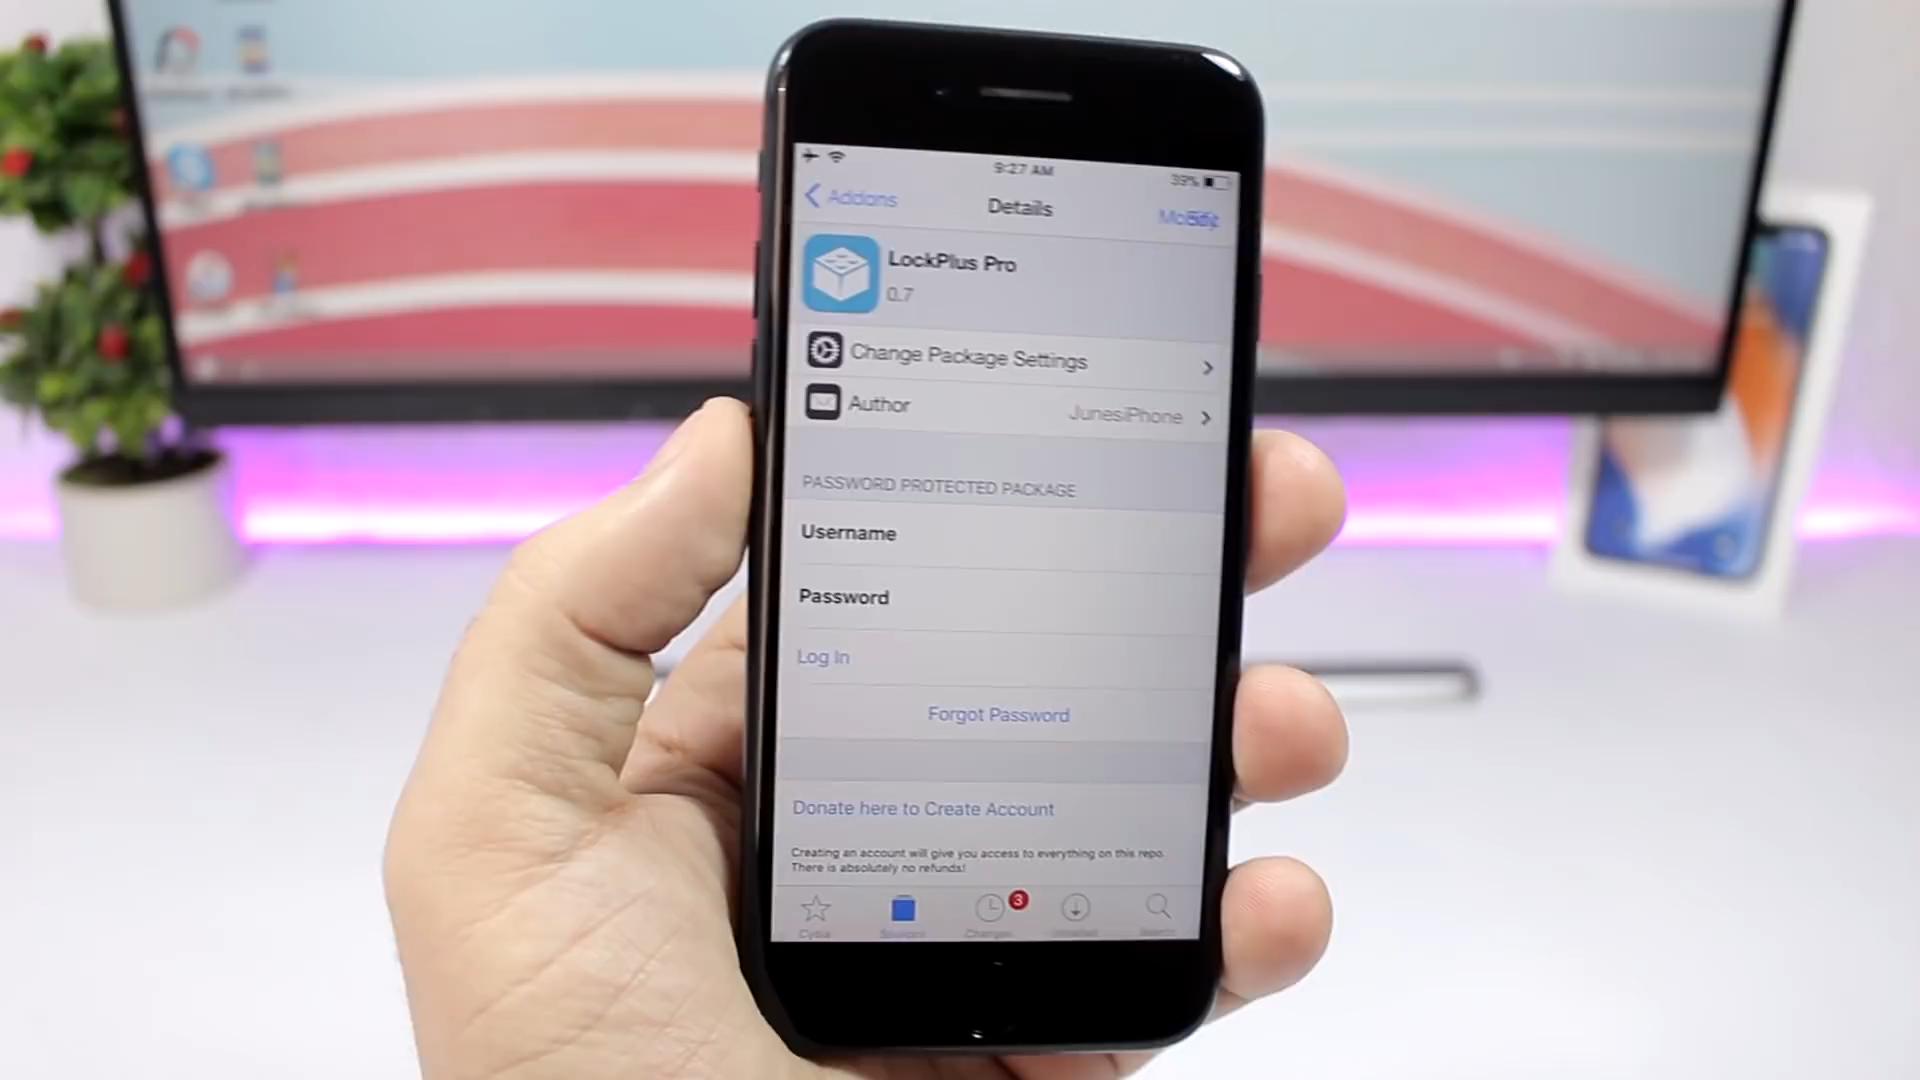 9:27 AM
39%
Addons
Details
LockPlus Pro
0.7
Change Package Settings
Author
JunesiPhone
PASSWORD PROTECTED PACKAGE
Username
Password
Log In
Forgot Password
Donate here to Create Account
Creating an account will give you access to everything on this repo.
There is absolutely no refunds!
3
Cydia
Sources
Changes
Installed
Search